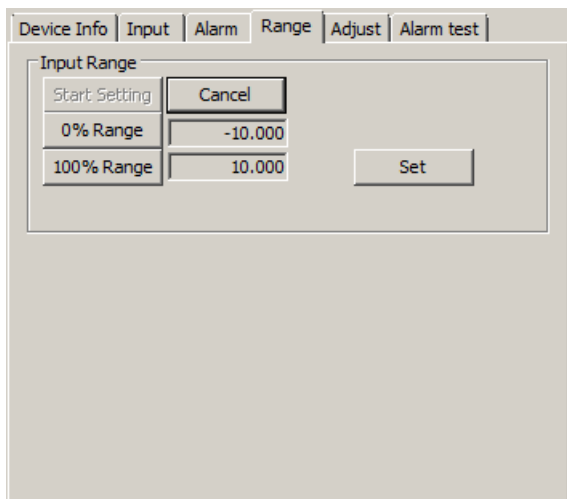 Device Info Input Alarm Range Adjust Alarm test
Input Range
Start Setting Cancel
0% Range -10.000
100% Range 10.000 Set